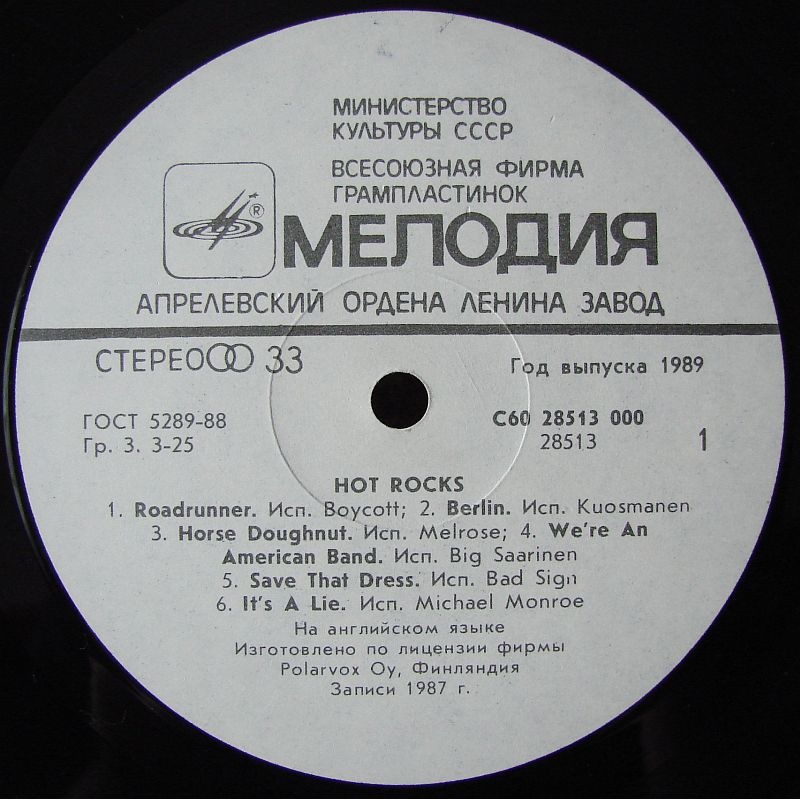 МИНИСТЕРСТВО
КУЛЬТУРЫ СССР
ВСЕСОЮЗНАЯ ФИРМА
ГРАМПЛАСТИНОК
®
МЕЛОДИЯ
АПРЕЛЕВСКИЙ ОРДЕНА ЛЕНИНА ЗАВОД
СТЕРЕО 33
Год выпуска 1989
ГОСТ 5289-88
Гр. 3. 3-25
С60 28513 000
28513
1
HOT ROCKS
1. Roadrunner. Исп. Boycott; 2. Berlin. Исп. Kuosmanen
3. Horse Doughnut. Исп. Melrose; 4. We're An
American Band. Исп. Big Saarinen
5. Save That Dress. Исп. Bad Sign
6. It's A Lie. Исп. Michael Monroe
На английском языке
Изготовлено по лицензии фирмы
Polarvox Oy, Финляндия
Записи 1987 г.